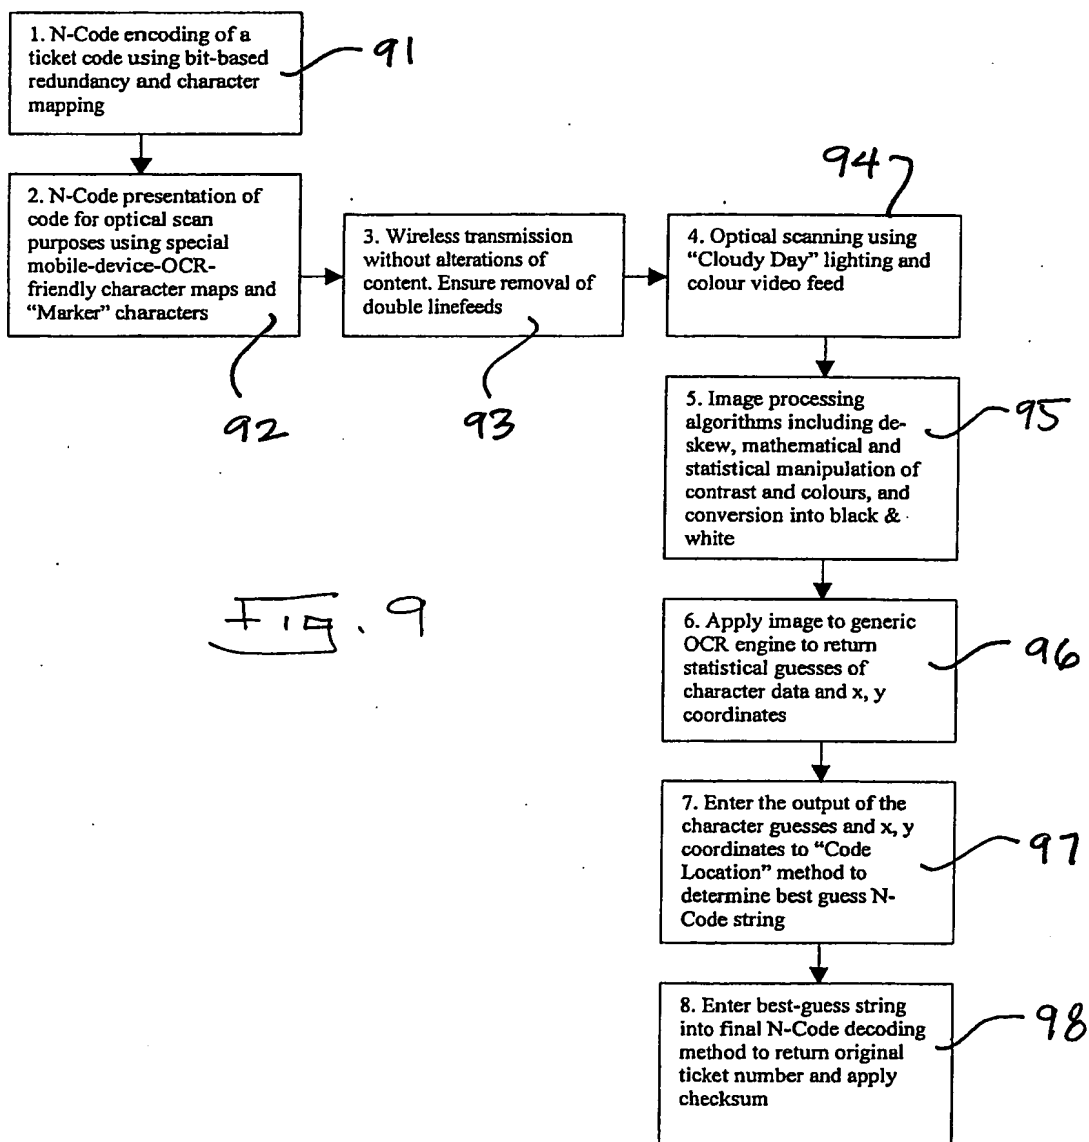 1. N-Code encoding of a
ticket code using bit-based
redundancy and character
mapping
91
2. N-Code presentation of
code for optical scan
purposes using special
mobile-device-OCR-
friendly character maps and
“Marker” characters
92
3. Wireless transmission
without alterations of
content. Ensure removal of
double linefeeds
93
94
4. Optical scanning using
“Cloudy Day” lighting and
colour video feed
5. Image processing
algorithms including de-
skew, mathematical and
statistical manipulation of
contrast and colours, and
conversion into black &
white
95
Fig. 9
6. Apply image to generic
OCR engine to return
statistical guesses of
character data and x, y
coordinates
96
7. Enter the output of the
character guesses and x, y
coordinates to “Code
Location” method to
determine best guess N-
Code string
97
8. Enter best-guess string
into final N-Code decoding
method to return original
ticket number and apply
checksum
98